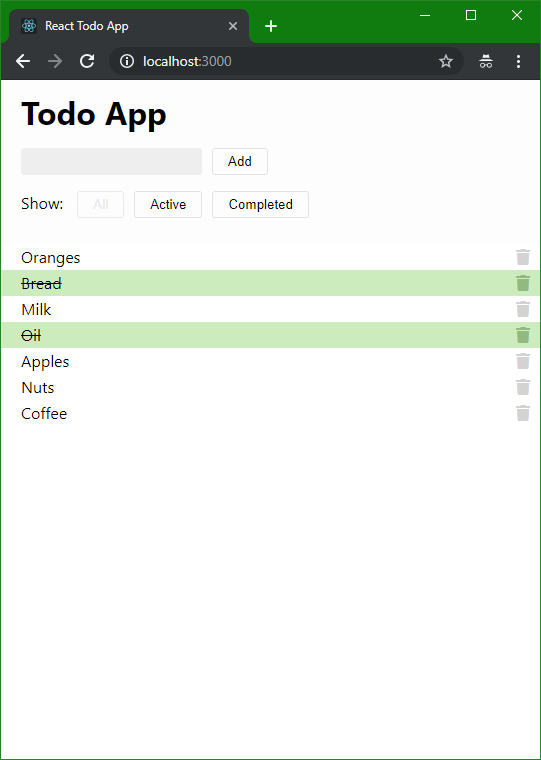 React Todo App
localhost:3000
Todo App
Add
Show: All Active Completed
Oranges
Bread
Milk
Oil
Apples
Nuts
Coffee